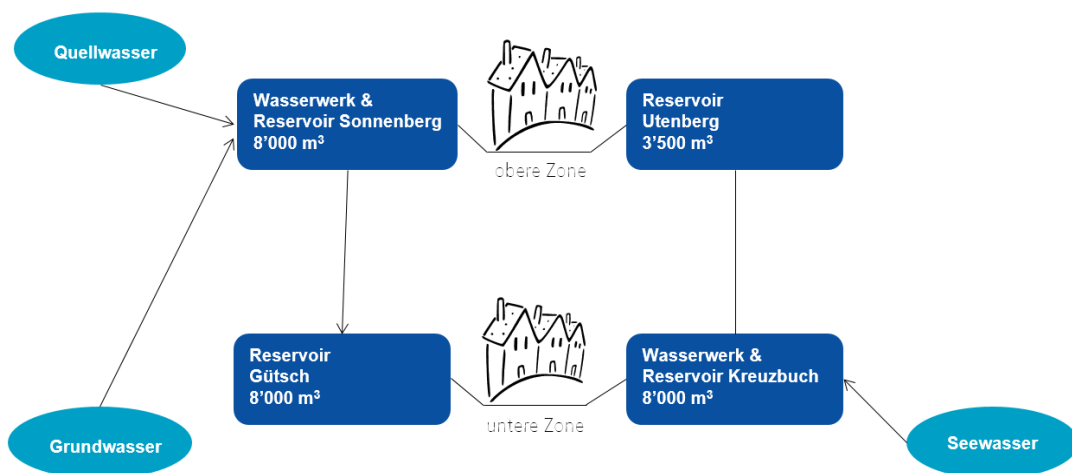 Quellwasser
Wasserwerk &
Reservoir Sonnenberg
8’000 m³
obere Zone
Reservoir
Utenberg
3’500 m³
Reservoir
Gütsch
8’000 m³
untere Zone
Wasserwerk &
Reservoir Kreuzbuch
8’000 m³
Grundwasser
Seewasser